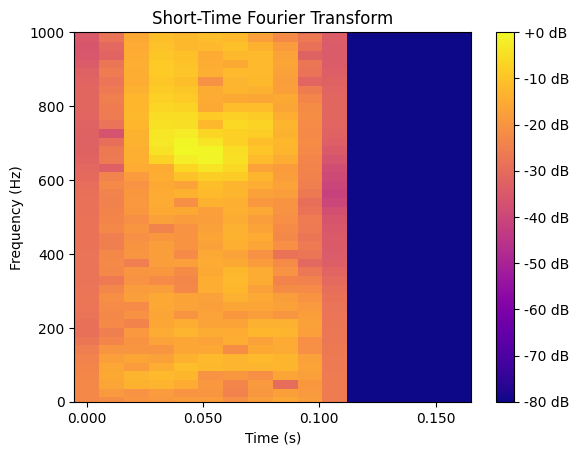 Short-Time Fourier Transform
1000
800
600
400
200
0
Frequency (Hz)
0.000
0.050
0.100
0.150
Time (s)
+0 dB
-10 dB
-20 dB
-30 dB
-40 dB
-50 dB
-60 dB
-70 dB
-80 dB